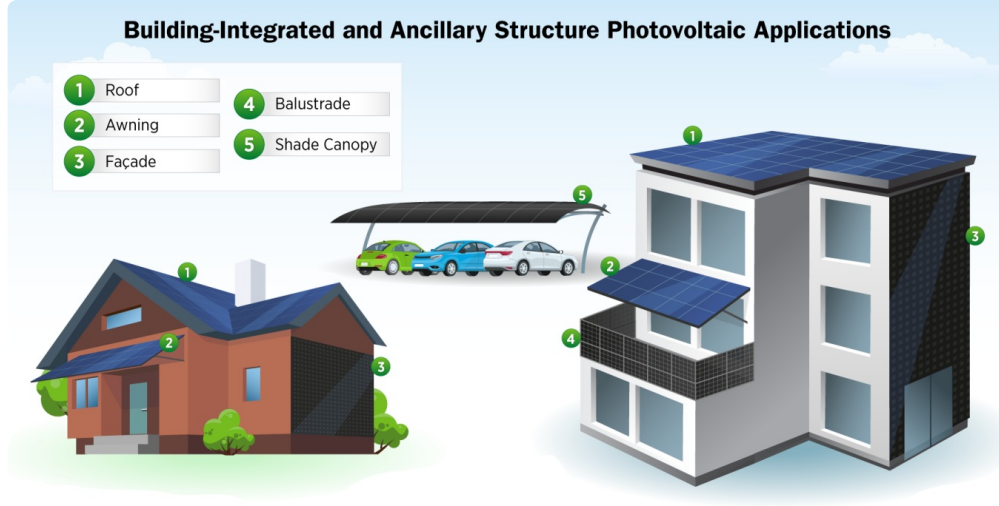 Building-Integrated and Ancillary Structure Photovoltaic Applications
1 Roof
2 Awning
3 Façade
4 Balustrade
5 Shade Canopy
1
2
3
5
1
2
3
4